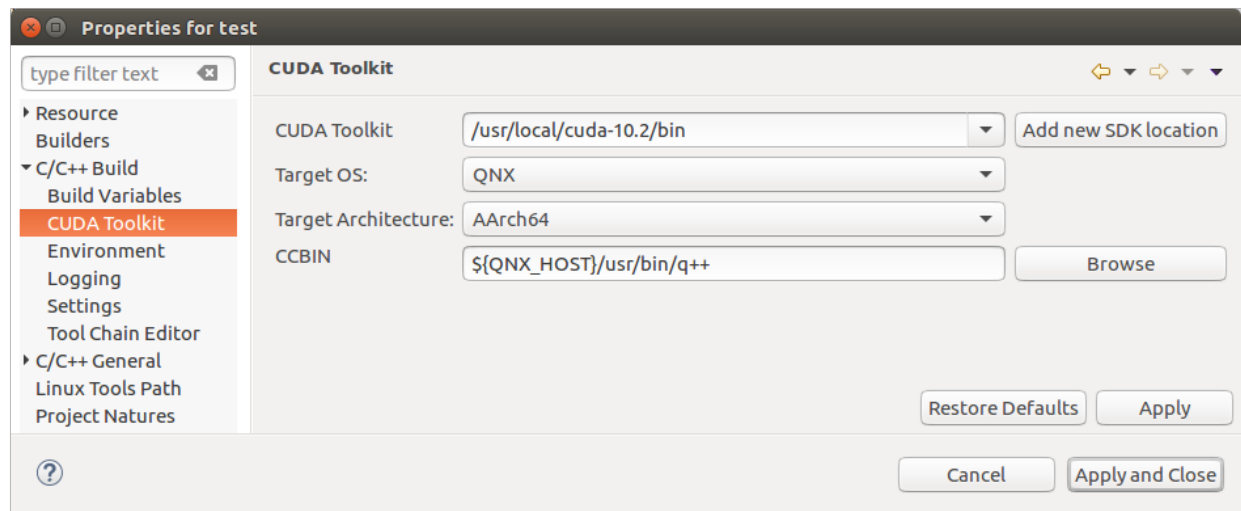 Properties for test
type filter text
Resource
Builders
C/C++ Build
Build Variables
CUDA Toolkit
Environment
Logging
Settings
Tool Chain Editor
C/C++ General
Linux Tools Path
Project Natures
CUDA Toolkit
CUDA Toolkit /usr/local/cuda-10.2/bin Add new SDK location
Target OS: QNX
Target Architecture: AArch64
CCBIN ${QNX_HOST}/usr/bin/q++ Browse
Restore Defaults Apply
? Cancel Apply and Close